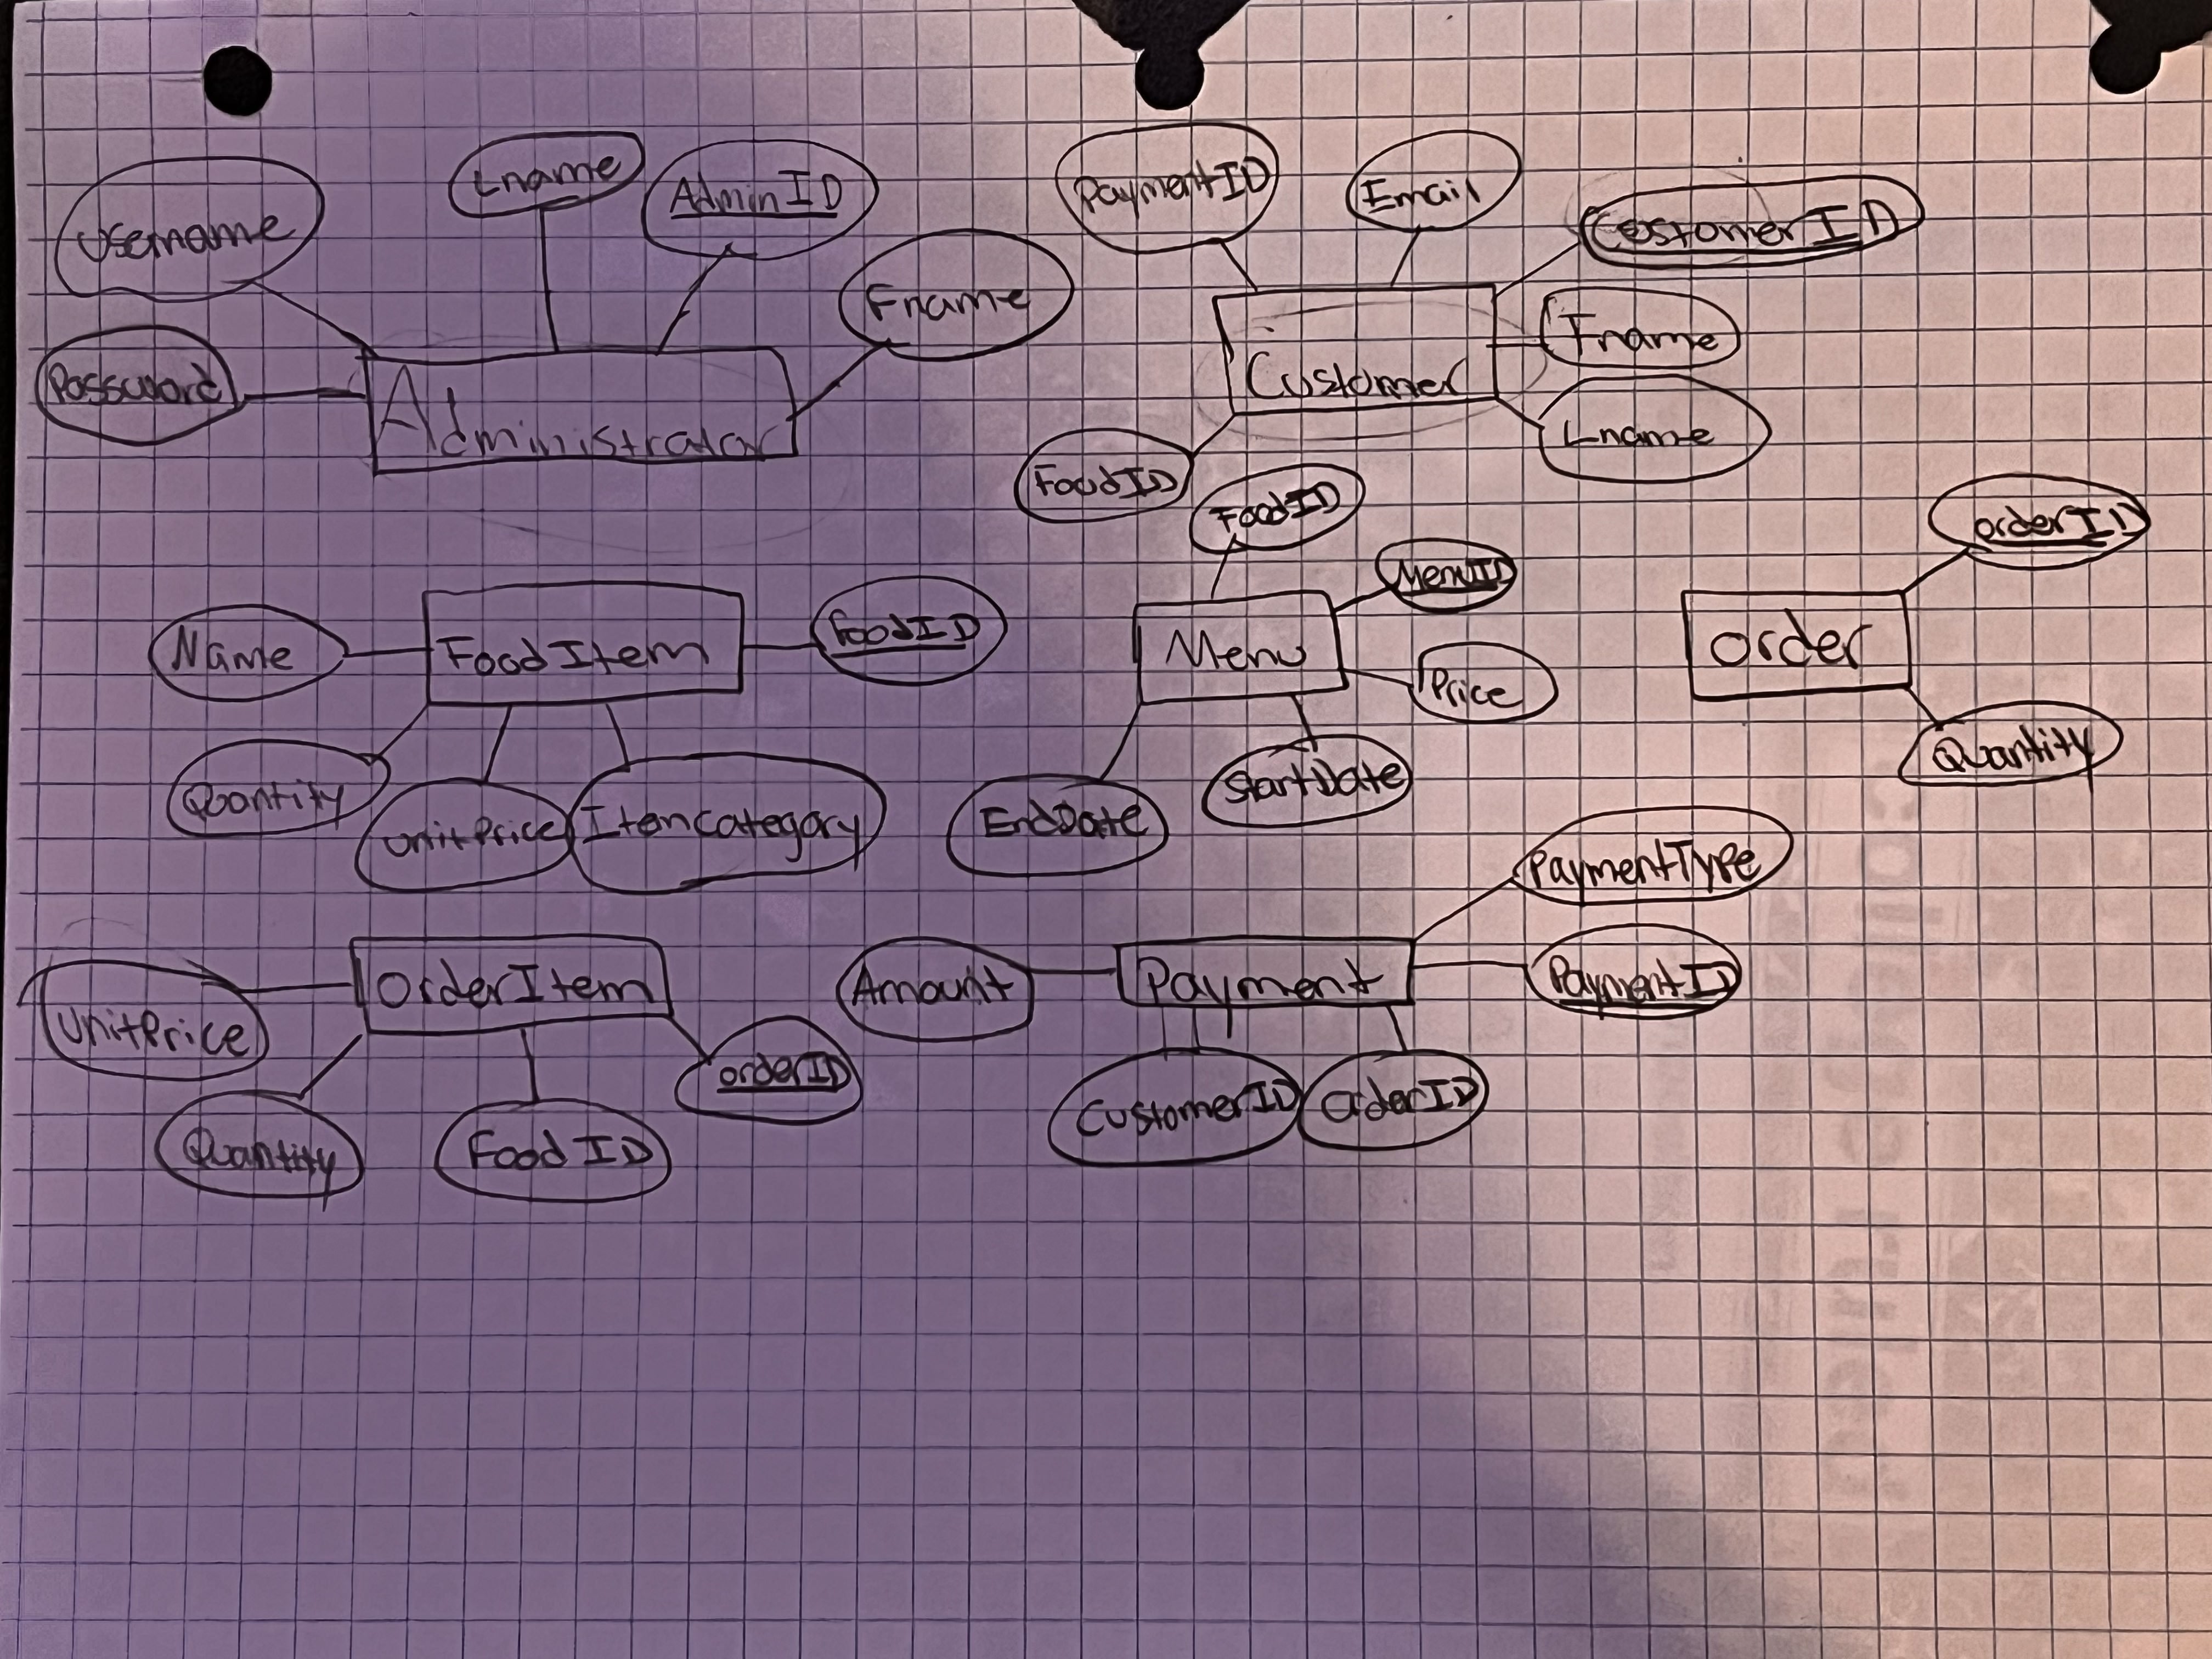 Username
Password
Lname
AdminID
Fname
Administrator
PaymentID
Email
CustomerID
Fname
Lname
FoodID
Customer
Name
Quantity
UnitPrice
Itemcategory
FoodID
FoodItem
FoodID
MenuID
Price
StartDate
EndDate
Menu
Order
orderID
Quantity
UnitPrice
Quantity
Food ID
orderID
OrderItem
Amount
CustomerID
OrderID
PaymentID
PaymentType
Payment
college ruled